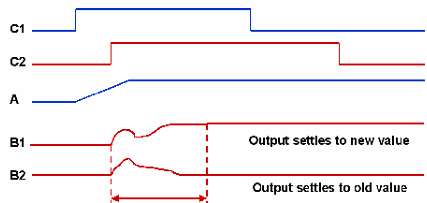 C1
C2
A
B1
Output settles to new value
B2
Output settles to old value